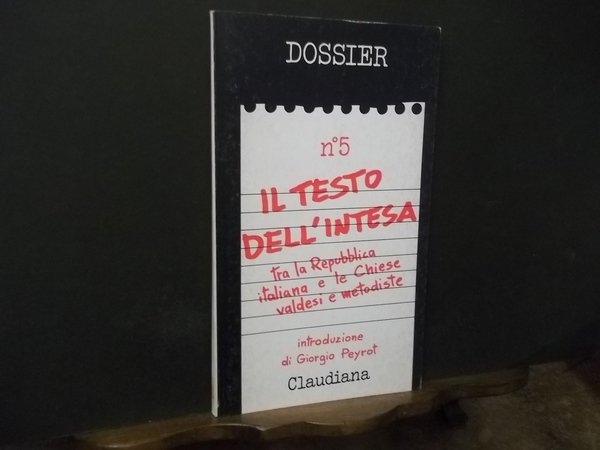 DOSSIER
n°5
IL TESTO
DELL'INTESA
tra la Repubblica
italiana e le Chiese
valdesi e metodiste
introduzione
di Giorgio Peyrot
Claudiana